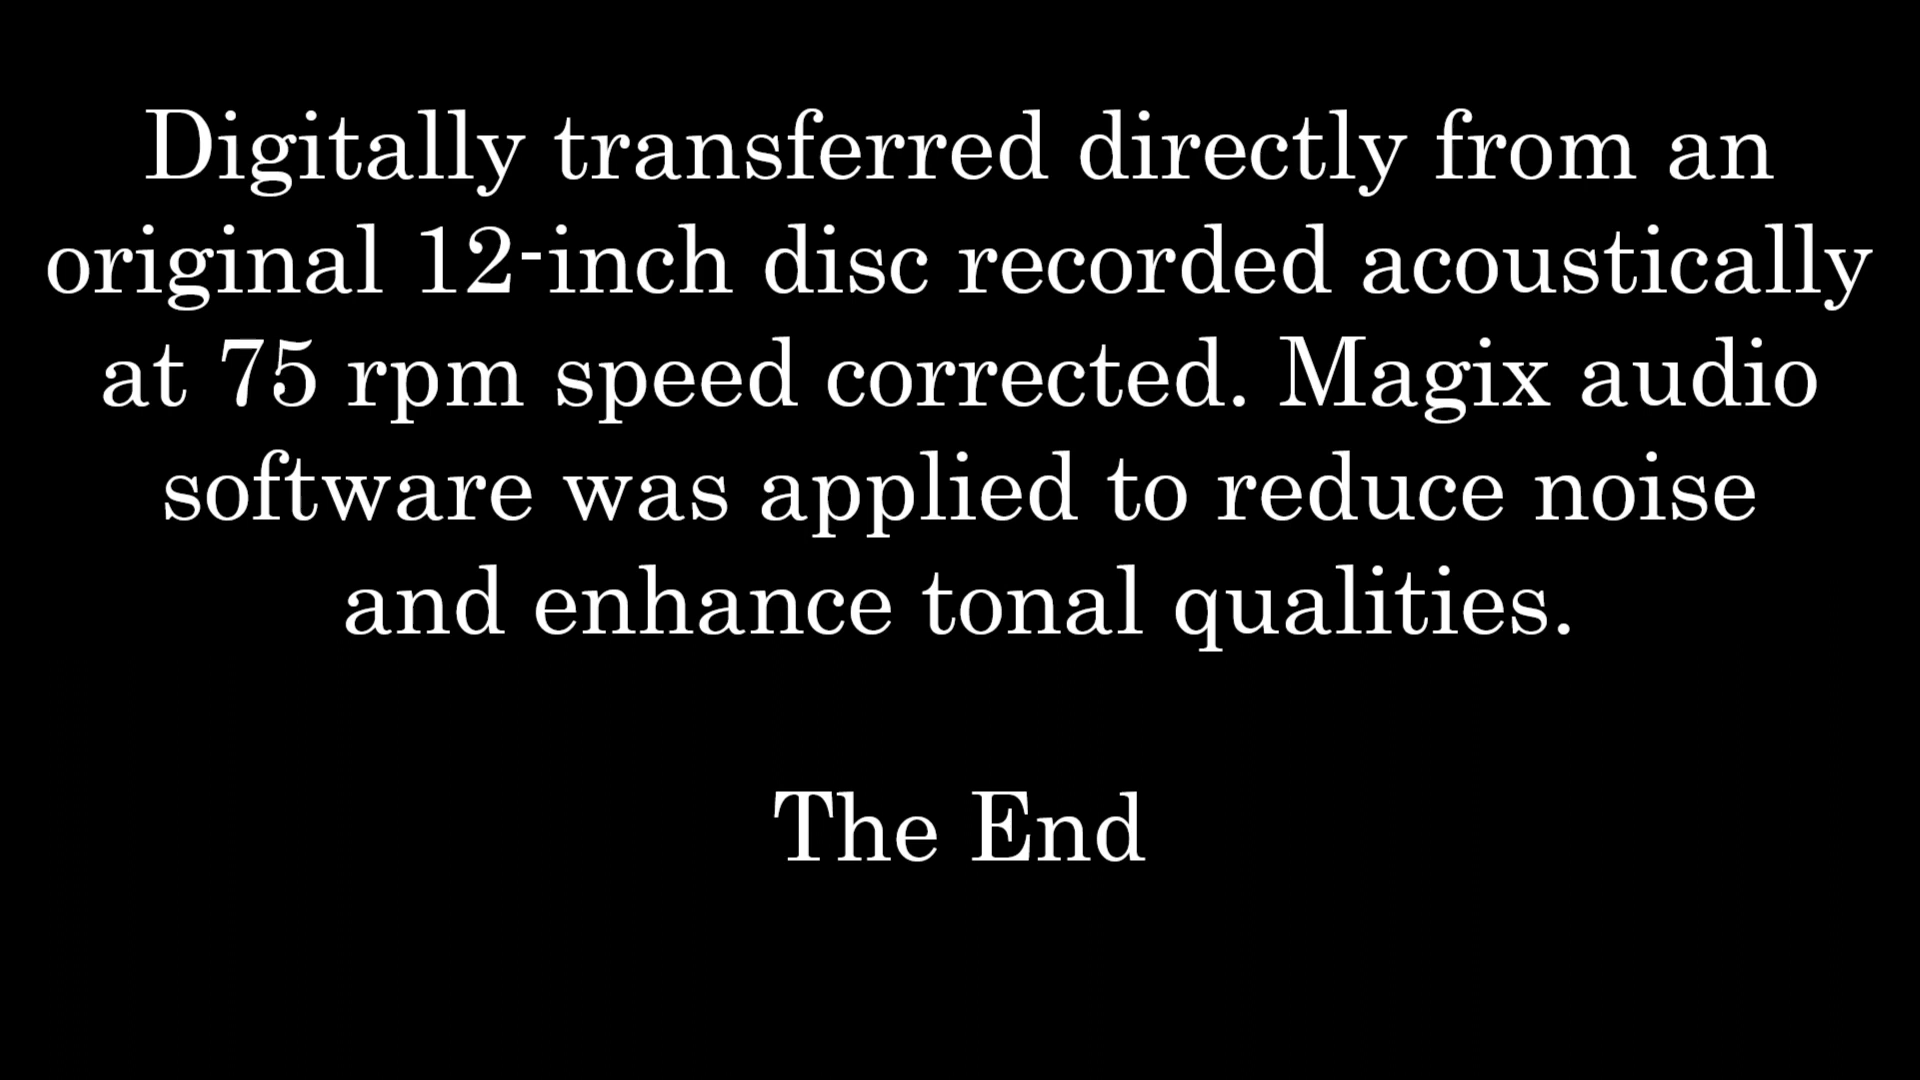 Digitally transferred directly from an
original 12-inch disc recorded acoustically
at 75 rpm speed corrected. Magix audio
software was applied to reduce noise
and enhance tonal qualities.
The End